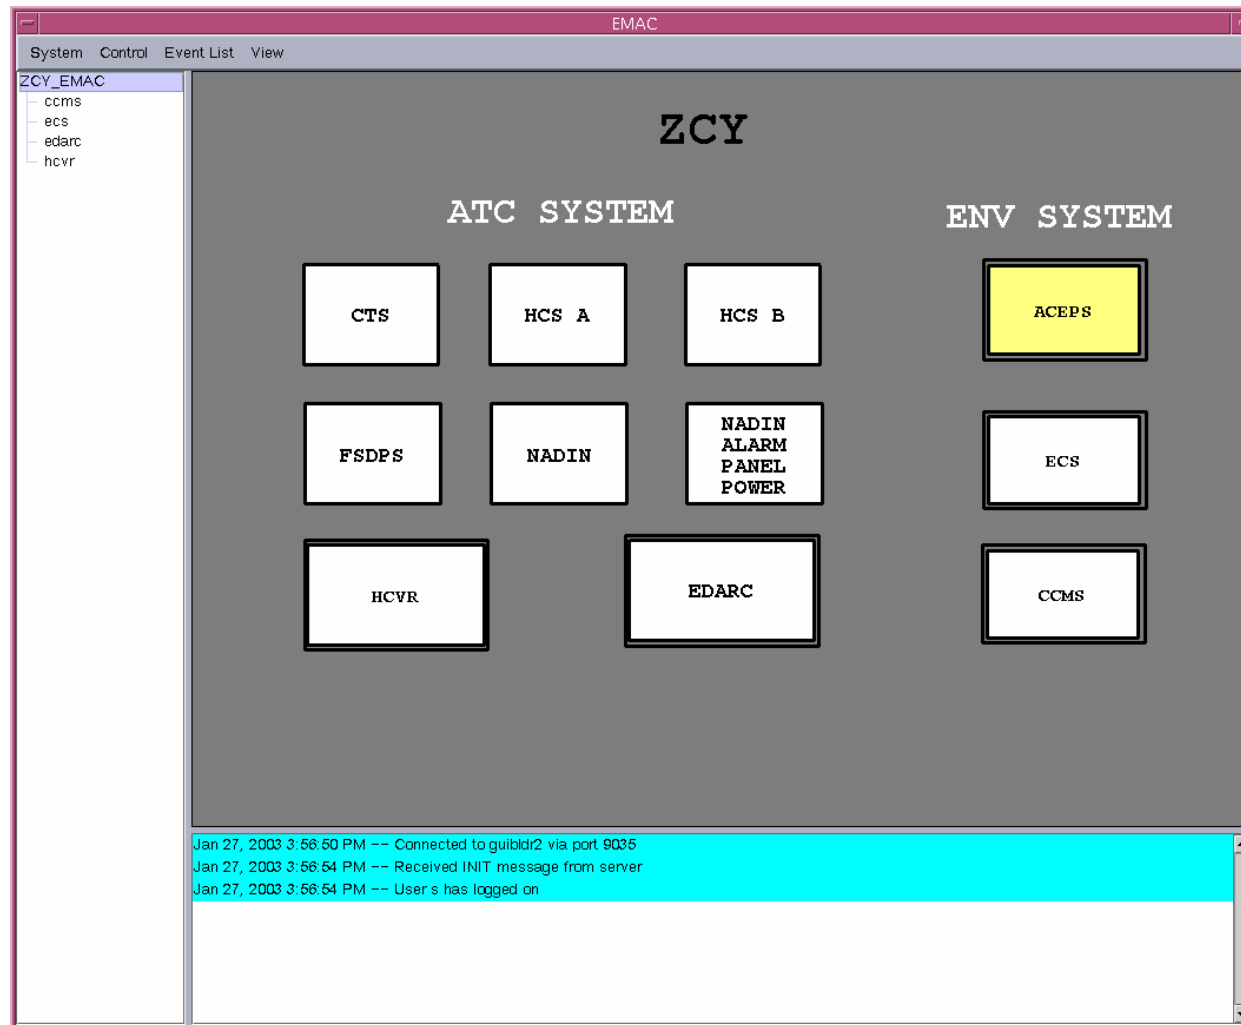 EMAC
System Control Event List View
ZCY_EMAC
ccms
ecs
edarc
hcvr
ZCY
ATC SYSTEM
ENV SYSTEM
CTS
HCS A
HCS B
ACEPS
FSDPS
NADIN
NADIN
ALARM
PANEL
POWER
ECS
HCVR
EDARC
CCMS
Jan 27, 2003 3:56:50 PM -- Connected to guibldr2 via port 9035
Jan 27, 2003 3:56:54 PM -- Received INIT message from server
Jan 27, 2003 3:56:54 PM -- User s has logged on